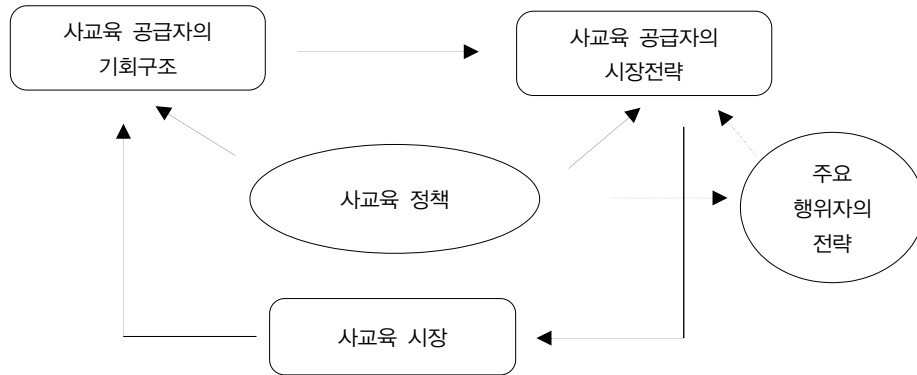 사교육 공급자의
기회구조
사교육 공급자의
시장전략
사교육 정책
주요
행위자의
전략
사교육 시장